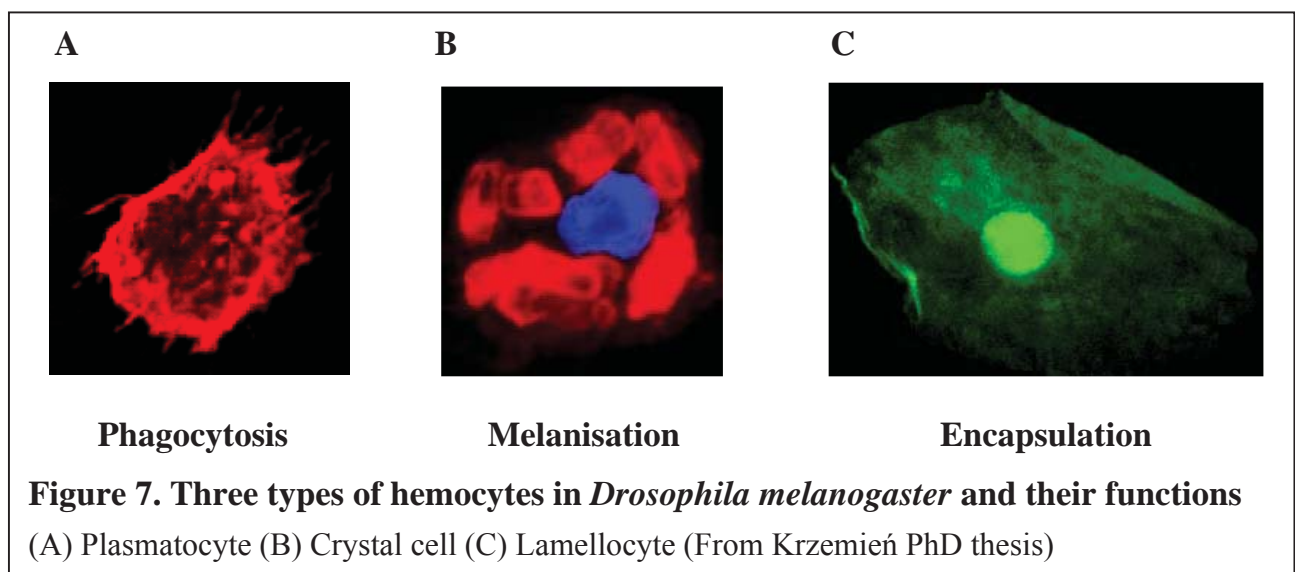 A B C
Phagocytosis Melanisation Encapsulation
Figure 7. Three types of hemocytes in Drosophila melanogaster and their functions
(A) Plasmatocyte (B) Crystal cell (C) Lamellocyte (From Krzemień PhD thesis)